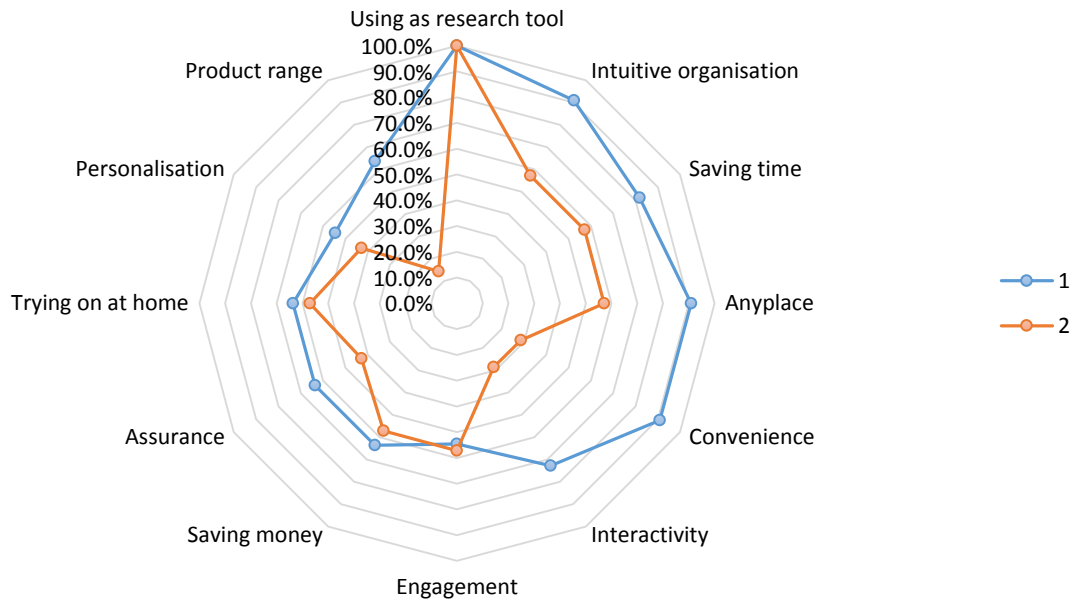 Using as research tool
100.0%
90.0%
80.0%
70.0%
60.0%
50.0%
40.0%
30.0%
20.0%
10.0%
0.0%
Intuitive organisation
Saving time
Anyplace
Convenience
Interactivity
Engagement
Saving money
Assurance
Trying on at home
Personalisation
Product range
1
2